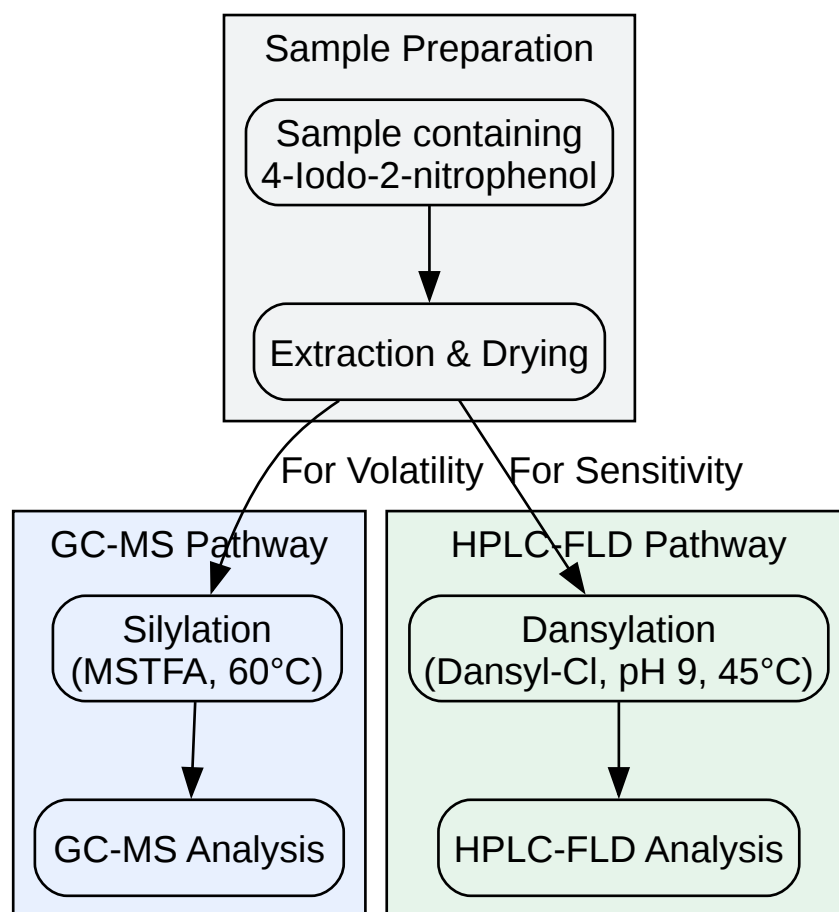 Sample Preparation
Sample containing
4-Iodo-2-nitrophenol
Extraction & Drying
For Volatility
For Sensitivity
GC-MS Pathway
HPLC-FLD Pathway
Silylation
(MSTFA, 60°C)
Dansylation
(Dansyl-Cl, pH 9, 45°C)
GC-MS Analysis
HPLC-FLD Analysis